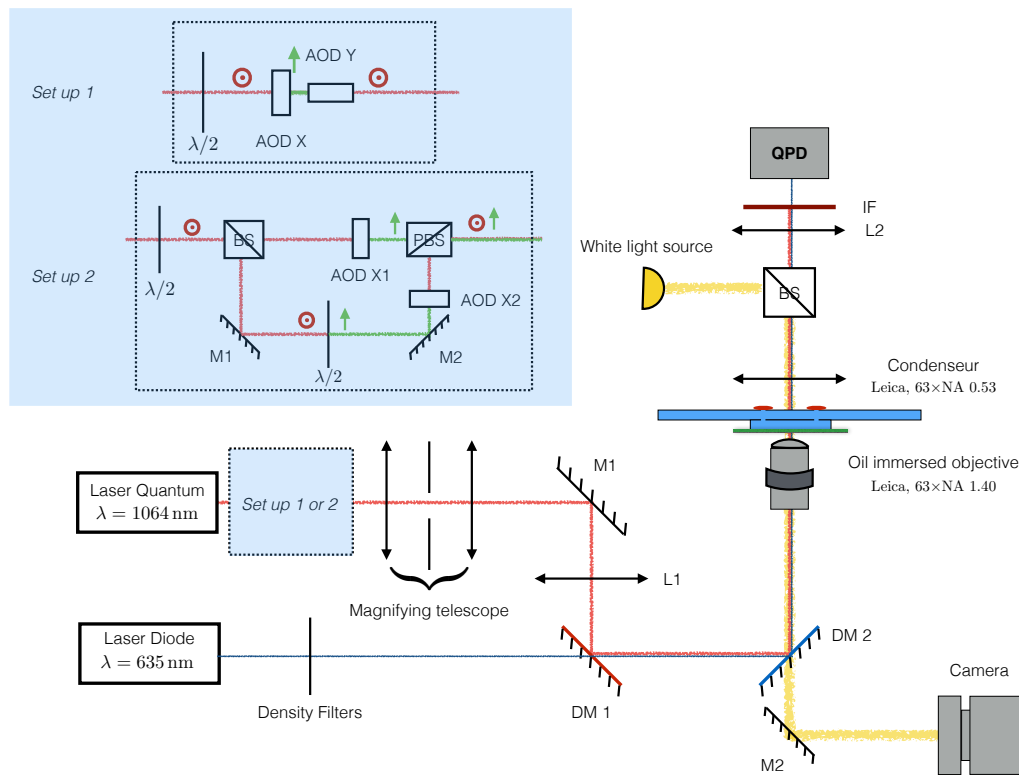 AOD Y
Set up 1
λ/2
AOD X
BS
PBS
AOD X1
Set up 2
λ/2
AOD X2
M1
M2
λ/2
QPD
IF
L2
White light source
BS
Condenseur
Leica, 63×NA 0.53
M1
Oil immersed objective
Leica, 63×NA 1.40
Laser Quantum
λ = 1064 nm
Set up 1 or 2
L1
Magnifying telescope
Laser Diode
λ = 635 nm
DM 2
Density Filters
DM 1
Camera
M2